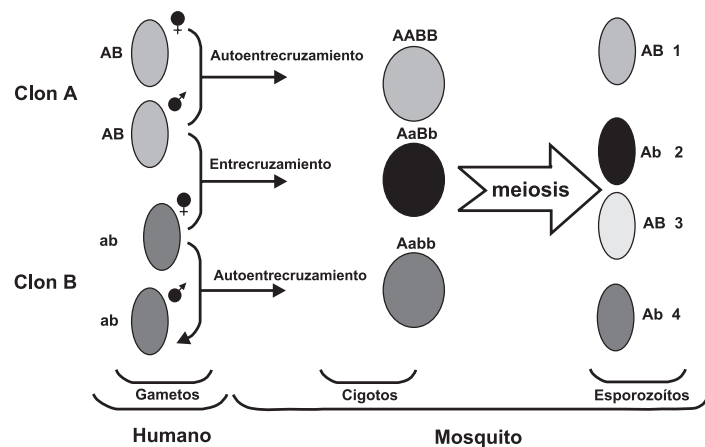 AB
Clon A
AB
ab
Clon B
ab
Autoentrecruzamiento
Entrecruzamiento
Autoentrecruzamiento
AABB
AaBb
Aabb
meiosis
AB 1
Ab 2
AB 3
Ab 4
Gametos
Cigotos
Esporozoítos
Humano
Mosquito